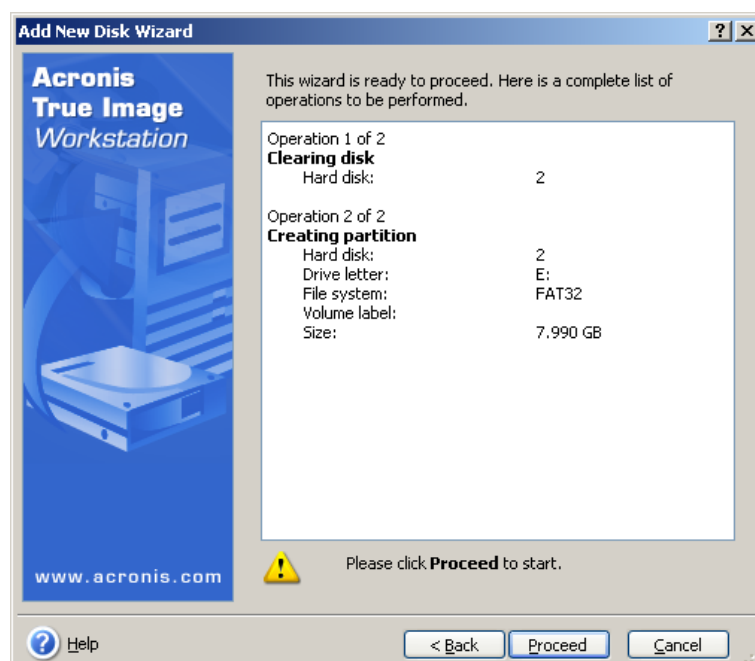 Add New Disk Wizard
Acronis
True Image
Workstation
This wizard is ready to proceed. Here is a complete list of
operations to be performed.
Operation 1 of 2
Clearing disk
Hard disk: 2
Operation 2 of 2
Creating partition
Hard disk: 2
Drive letter: E:
File system: FAT32
Volume label:
Size: 7.990 GB
Please click Proceed to start.
www.acronis.com
Help
< Back
Proceed
Cancel